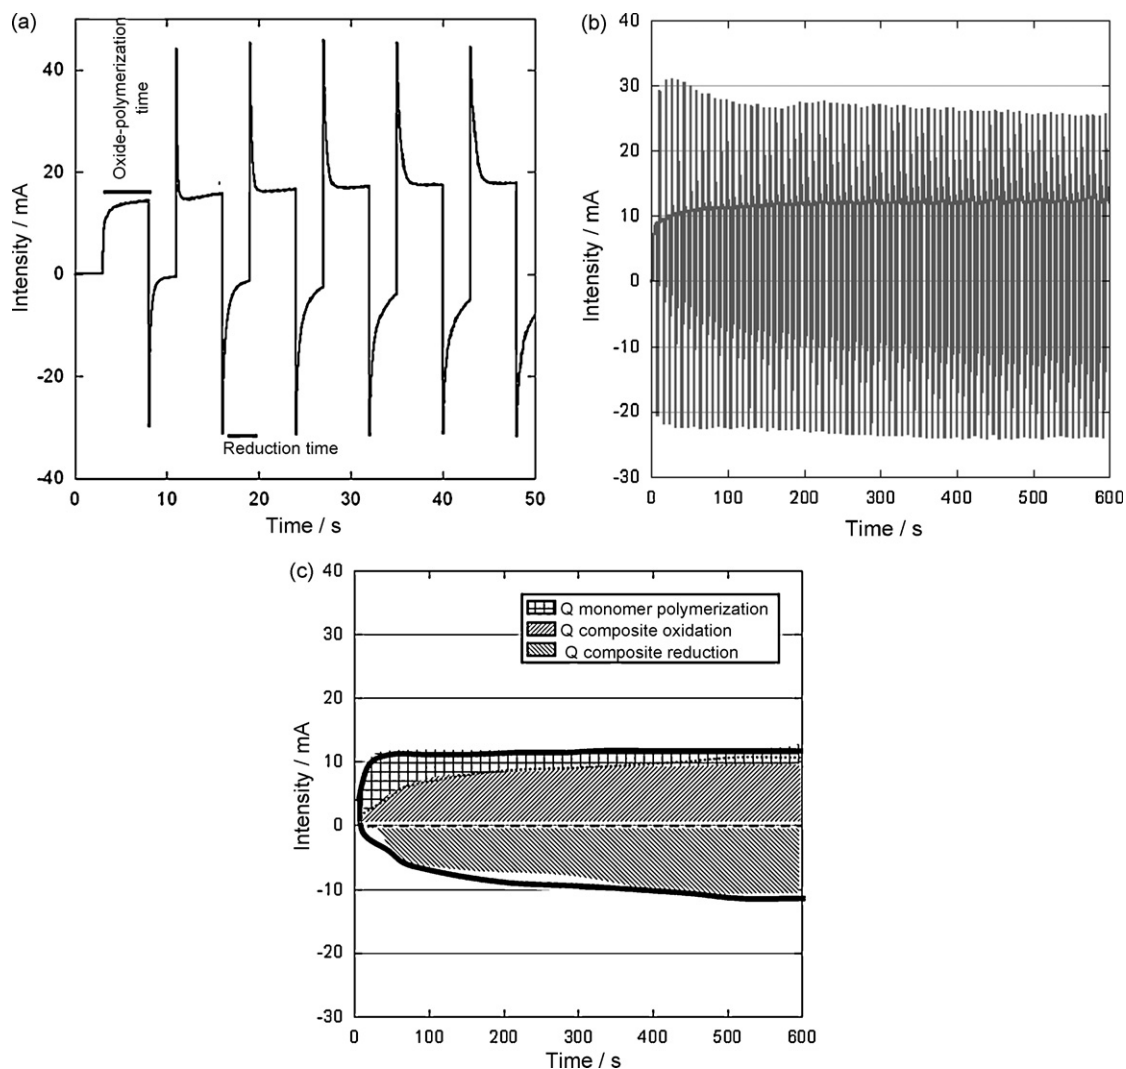 (a)
Oxide-polymerization
time
Intensity / mA
40
20
0
-20
-40
Reduction time
0 10 20 30 40 50
Time / s
(b)
Intensity / mA
40
30
20
10
0
-10
-20
-30
0 100 200 300 400 500 600
Time / s
(c)
Intensity / mA
40
30
20
10
0
-10
-20
-30
Q monomer polymerization
Q composite oxidation
Q composite reduction
0 100 200 300 400 500 600
Time / s